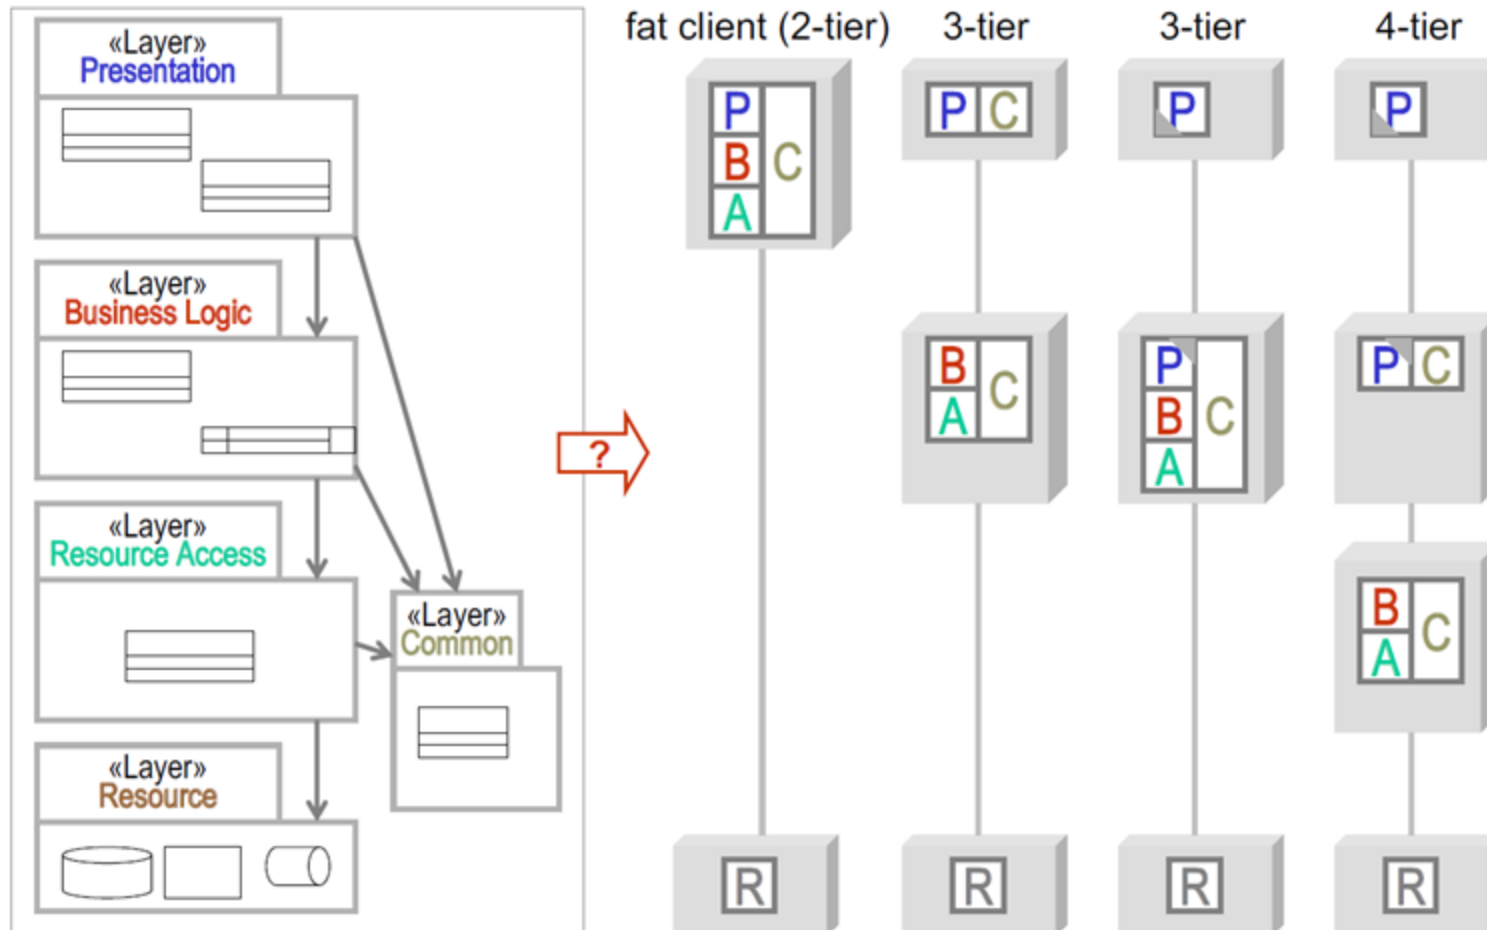 «Layer»
Presentation
«Layer»
Business Logic
«Layer»
Resource Access
«Layer»
Common
«Layer»
Resource
?
fat client (2-tier)
P
B
A
C
R
3-tier
P C
B
A
C
R
3-tier
P
P
B
A
C
R
4-tier
P
P C
B
A
C
R